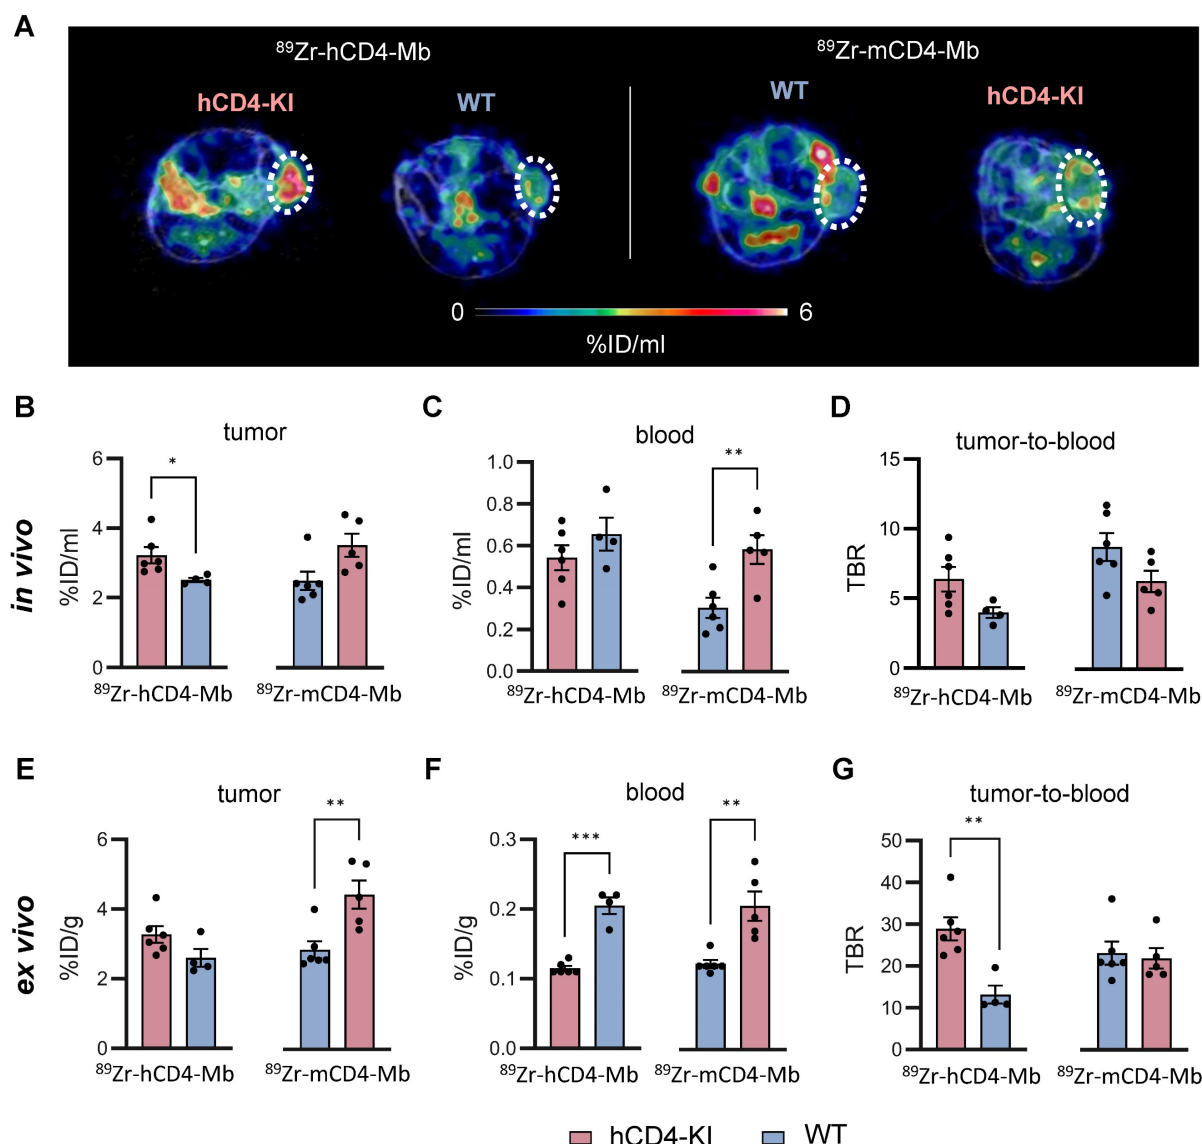 A
⁸⁹Zr-hCD4-Mb
⁸⁹Zr-mCD4-Mb
hCD4-KI
WT
WT
hCD4-KI
0
6
%ID/ml
B
C
D
in vivo
tumor
6
4
2
0
%ID/ml
*
⁸⁹Zr-hCD4-Mb
⁸⁹Zr-mCD4-Mb
blood
1.0
0.8
0.6
0.4
0.2
0.0
%ID/ml
**
⁸⁹Zr-hCD4-Mb
⁸⁹Zr-mCD4-Mb
tumor-to-blood
15
10
5
0
TBR
⁸⁹Zr-hCD4-Mb
⁸⁹Zr-mCD4-Mb
E
F
G
ex vivo
tumor
6
4
2
0
%ID/g
**
⁸⁹Zr-hCD4-Mb
⁸⁹Zr-mCD4-Mb
blood
0.3
0.2
0.1
0.0
%ID/g
***
**
⁸⁹Zr-hCD4-Mb
⁸⁹Zr-mCD4-Mb
tumor-to-blood
50
40
30
20
10
0
TBR
**
⁸⁹Zr-hCD4-Mb
⁸⁹Zr-mCD4-Mb
hCD4-KI
WT